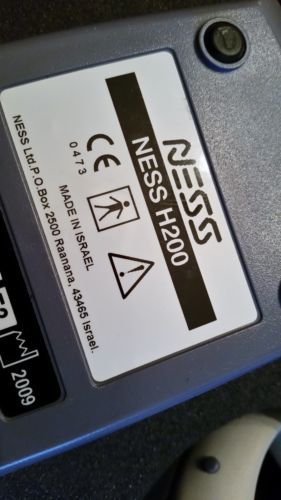 NESS
NESS H200
CE
0473
MADE IN ISRAEL
NESS Ltd.P.O.Box 2500 Raanana, 43465 Israel.
2009